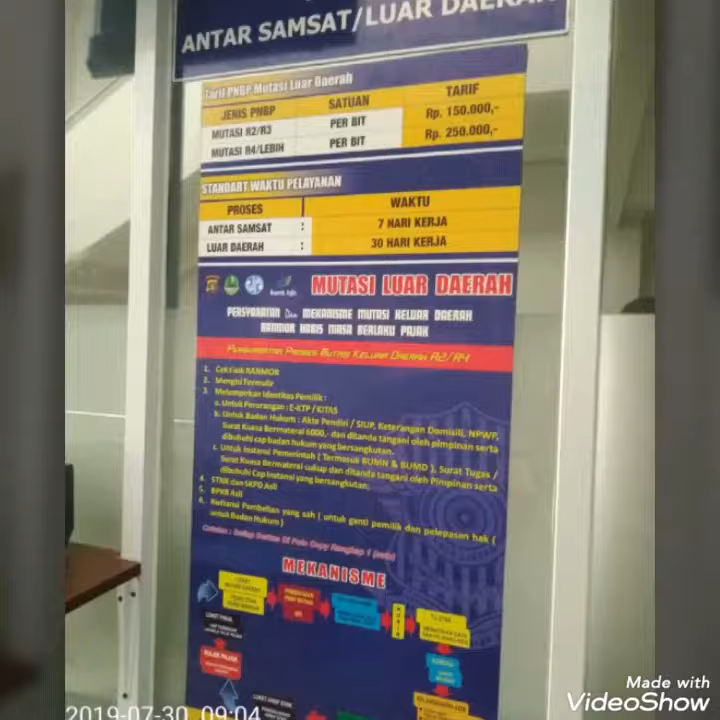 ANTAR SAMSAT/LUAR DAERAH
Tarif PNBP Mutasi Luar Daerah
JENIS PNBP SATUAN TARIF
MUTASI R2/R3 PER BIT Rp. 150.000,-
MUTASI R4/LEBIH PER BIT Rp. 250.000,-
STANDART WAKTU PELAYANAN
PROSES WAKTU
ANTAR SAMSAT : 7 HARI KERJA
LUAR DAERAH : 30 HARI KERJA
bank bjb
MUTASI LUAR DAERAH
PERSYARATAN Dan MEKANISME MUTASI KELUAR DAERAH
RANMOR HABIS MASA BERLAKU PAJAK
Persyaratan Proses Mutasi Keluar Daerah R2/R4
1. Cek Fisik RANMOR
2. Mengisi Formulir
3. Melampirkan Identitas Pemilik :
a. Untuk Perorangan : E-KTP / KITAS
b. Untuk Badan Hukum : Akte Pendiri / SIUP, Keterangan Domisili, NPWP,
Surat Kuasa Bermaterai 6000,- dan ditanda tangani oleh pimpinan serta
dibubuhi cap badan hukum yang bersangkutan.
c. Untuk Instansi Pemerintah ( Termasuk BUMN & BUMD ), Surat Tugas /
Surat Kuasa Bermaterai cukup dan ditanda tangani oleh Pimpinan serta
dibubuhi Cap Instansi yang bersangkutan.
4. STNK dan SKPD Asli
5. BPKB Asli
6. Kwitansi Pembelian yang sah ( untuk ganti pemilik dan pelepasan hak (
untuk Badan Hukum )
MEKANISME
2019-07-30 09:04
Made with
VideoShow